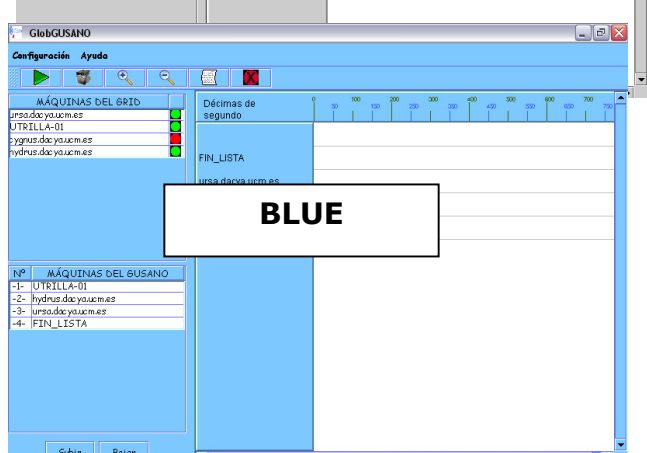 GlobGUSANO
Configuración Ayuda
MÁQUINAS DEL GRID
ursa.dacya.ucm.es
UTRILLA-01
cygnus.dacya.ucm.es
hydrus.dacya.ucm.es
Nº MÁQUINAS DEL GUSANO
-1- UTRILLA-01
-2- hydrus.dacya.ucm.es
-3- ursa.dacya.ucm.es
-4- FIN_LISTA
Subir Bajar
Décimas de
segundo
0 100 200 300 400 500 600 700
50 150 250 350 450 550 650 750
FIN_LISTA
ursa.dacya.ucm.es
BLUE